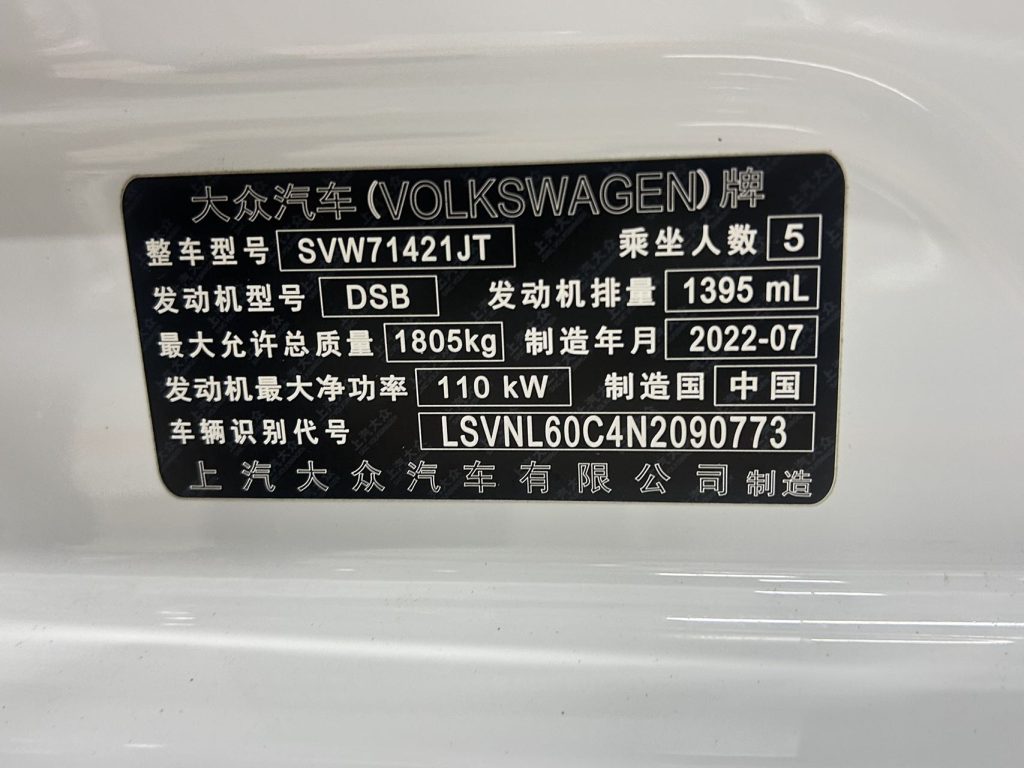 大众汽车(VOLKSWAGEN)牌
整车型号 SVW71421JT 乘坐人数 5
发动机型号 DSB 发动机排量 1395 mL
最大允许总质量 1805kg 制造年月 2022-07
发动机最大净功率 110 kW 制造国 中国
车辆识别代号 LSVNL60C4N2090773
上汽大众汽车有限公司 制造